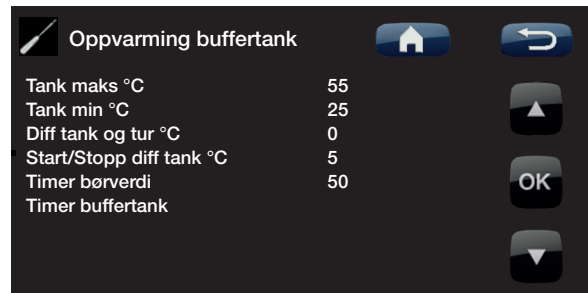 Oppvarming buffertank
Tank maks °C 55
Tank min °C 25
Diff tank og tur °C 0
Start/Stopp diff tank °C 5
Timer børverdi 50
Timer buffertank
OK